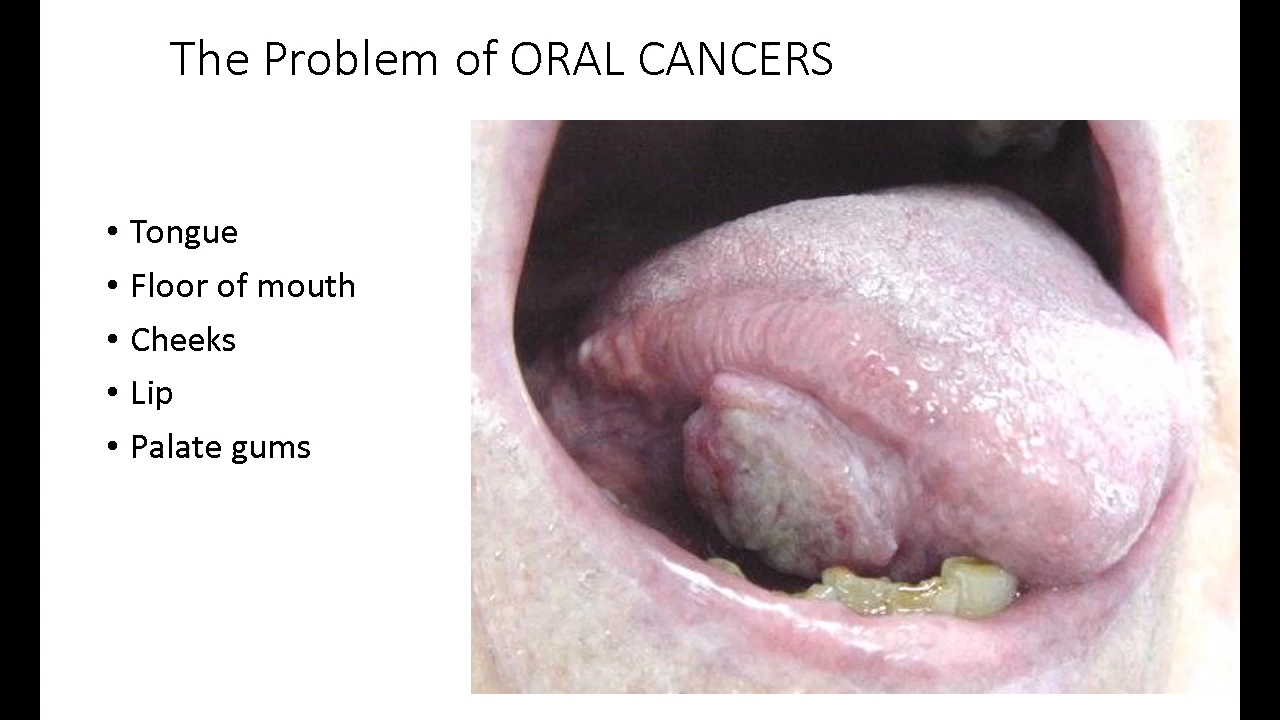 The Problem of ORAL CANCERS
• Tongue
• Floor of mouth
• Cheeks
• Lip
• Palate gums